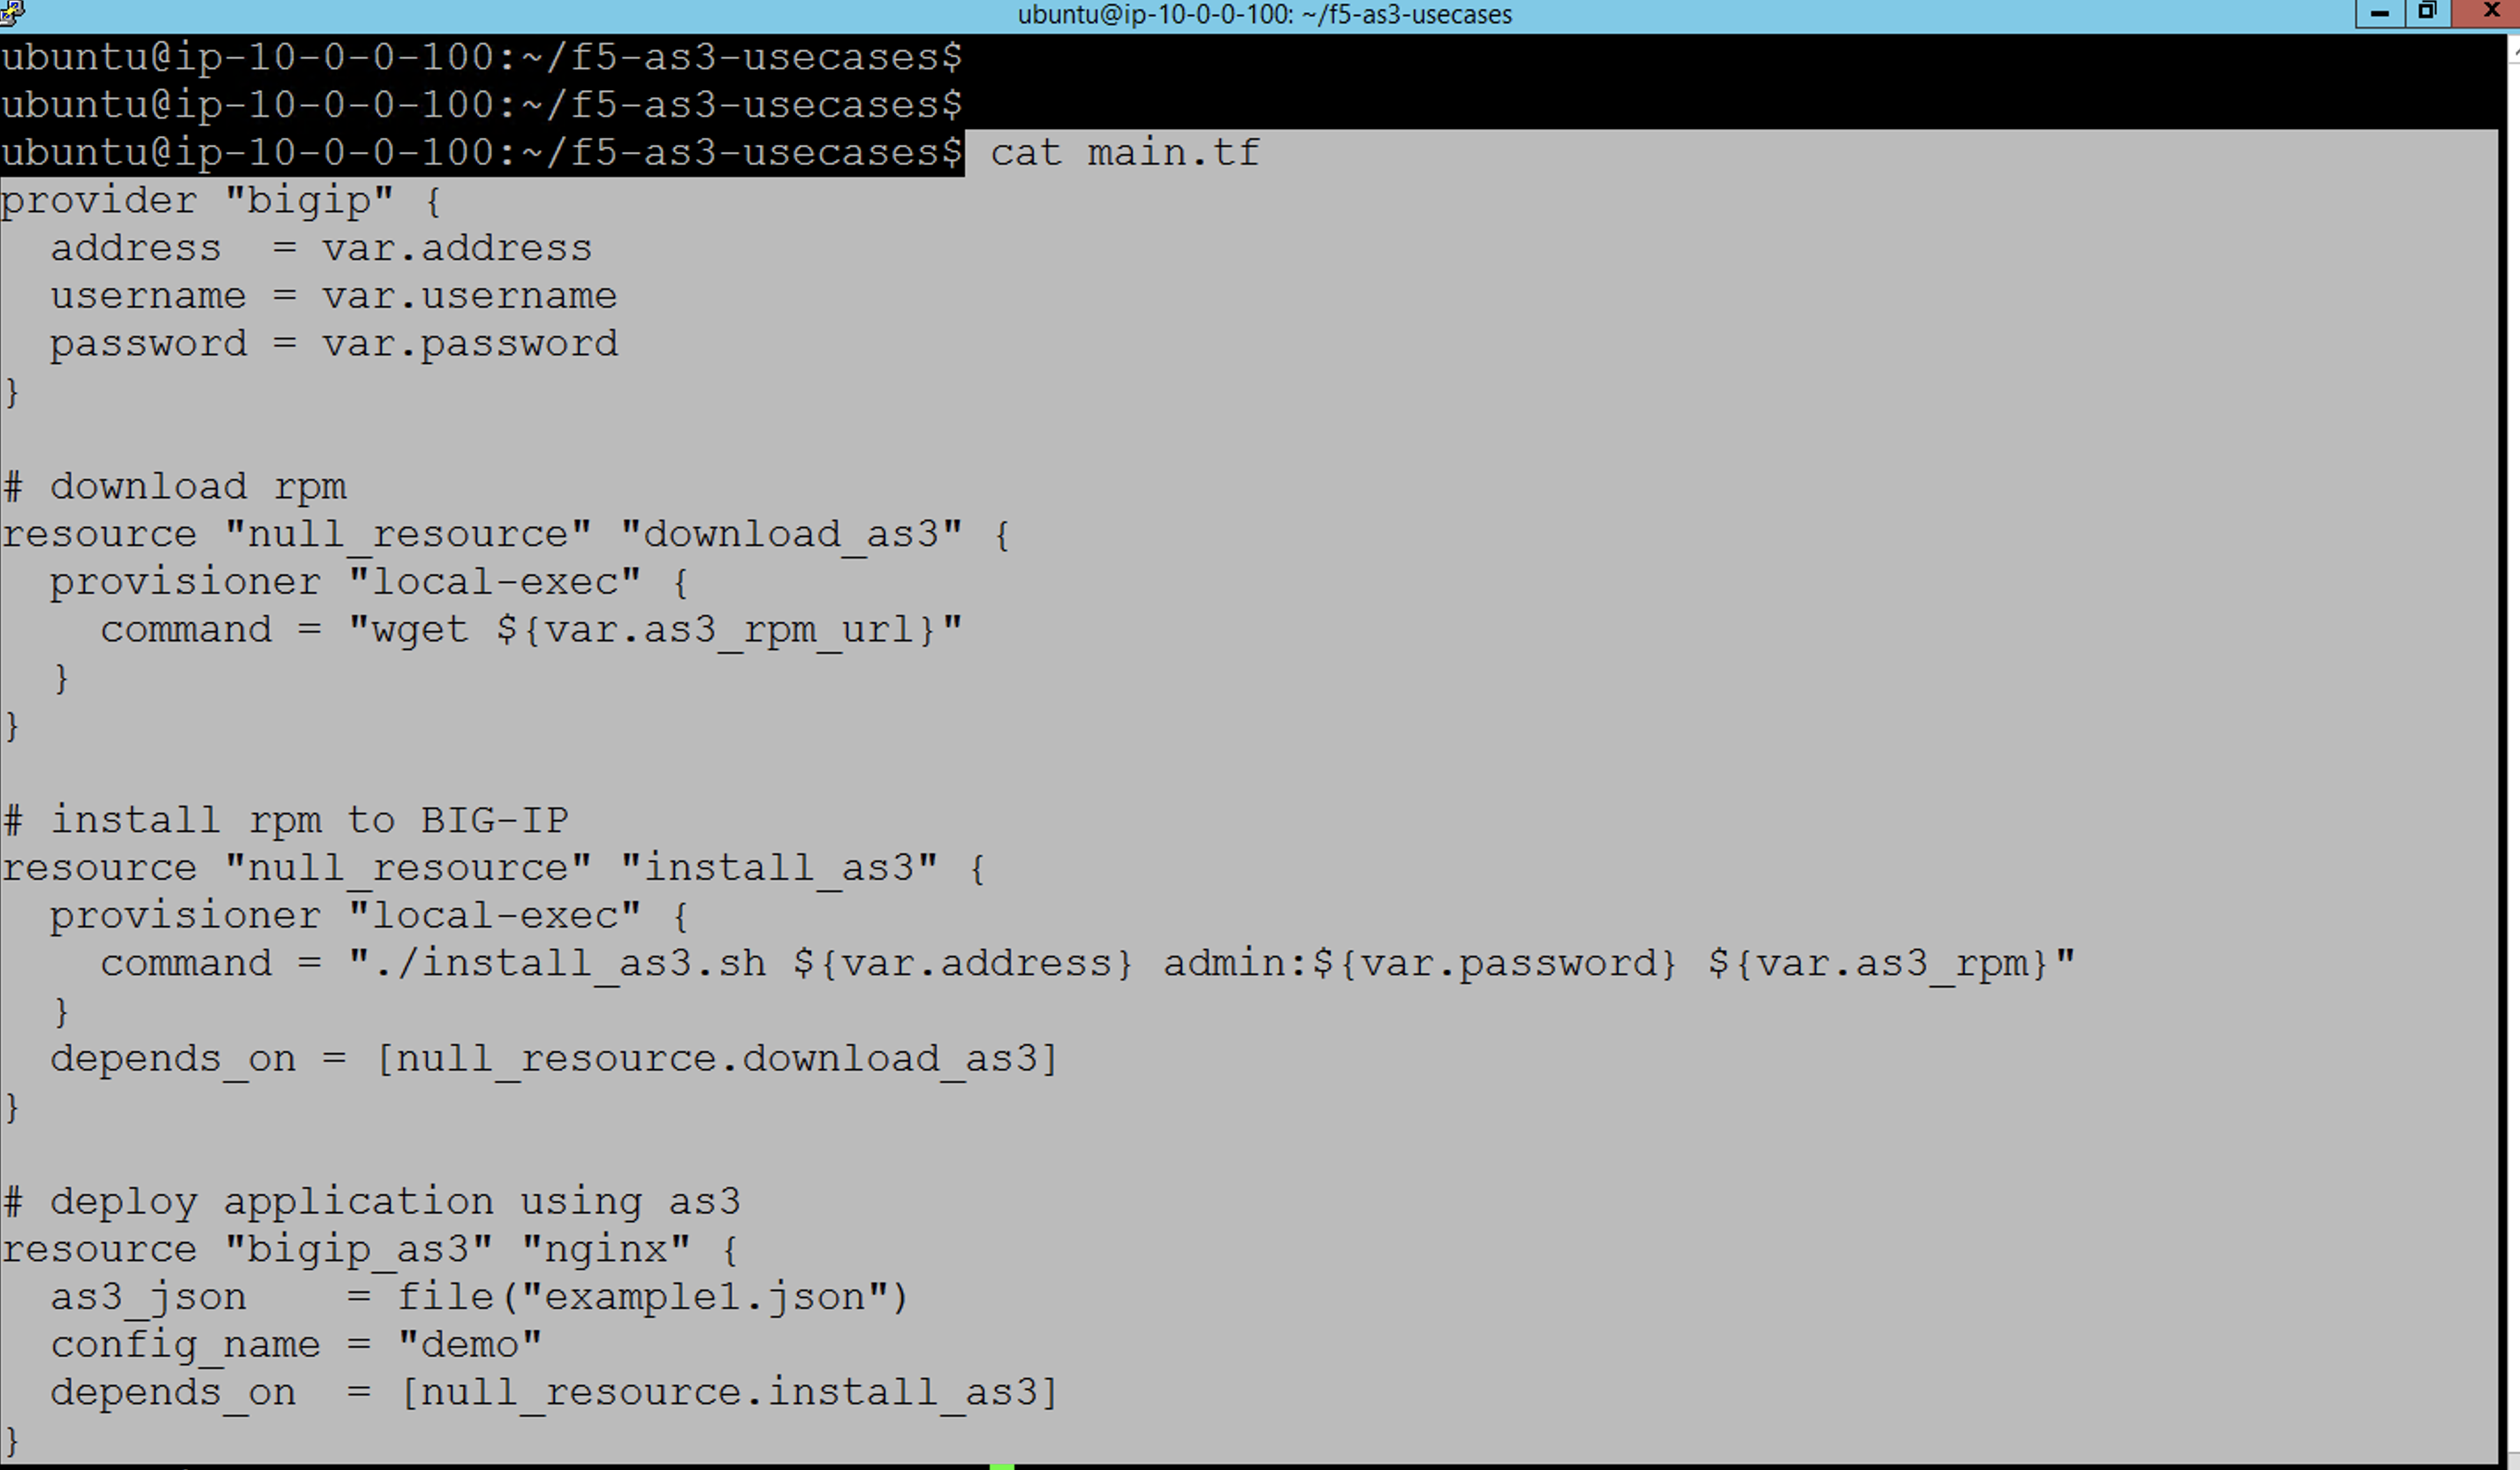 ubuntu@ip-10-0-0-100: ~/f5-as3-usecases
ubuntu@ip-10-0-0-100:~/f5-as3-usecases$
ubuntu@ip-10-0-0-100:~/f5-as3-usecases$
ubuntu@ip-10-0-0-100:~/f5-as3-usecases$ cat main.tf
provider "bigip" {
  address  = var.address
  username = var.username
  password = var.password
}

# download rpm
resource "null_resource" "download_as3" {
  provisioner "local-exec" {
    command = "wget ${var.as3_rpm_url}"
  }
}

# install rpm to BIG-IP
resource "null_resource" "install_as3" {
  provisioner "local-exec" {
    command = "./install_as3.sh ${var.address} admin:${var.password} ${var.as3_rpm}"
  }
  depends_on = [null_resource.download_as3]
}

# deploy application using as3
resource "bigip_as3" "nginx" {
  as3_json    = file("example1.json")
  config_name = "demo"
  depends_on  = [null_resource.install_as3]
}